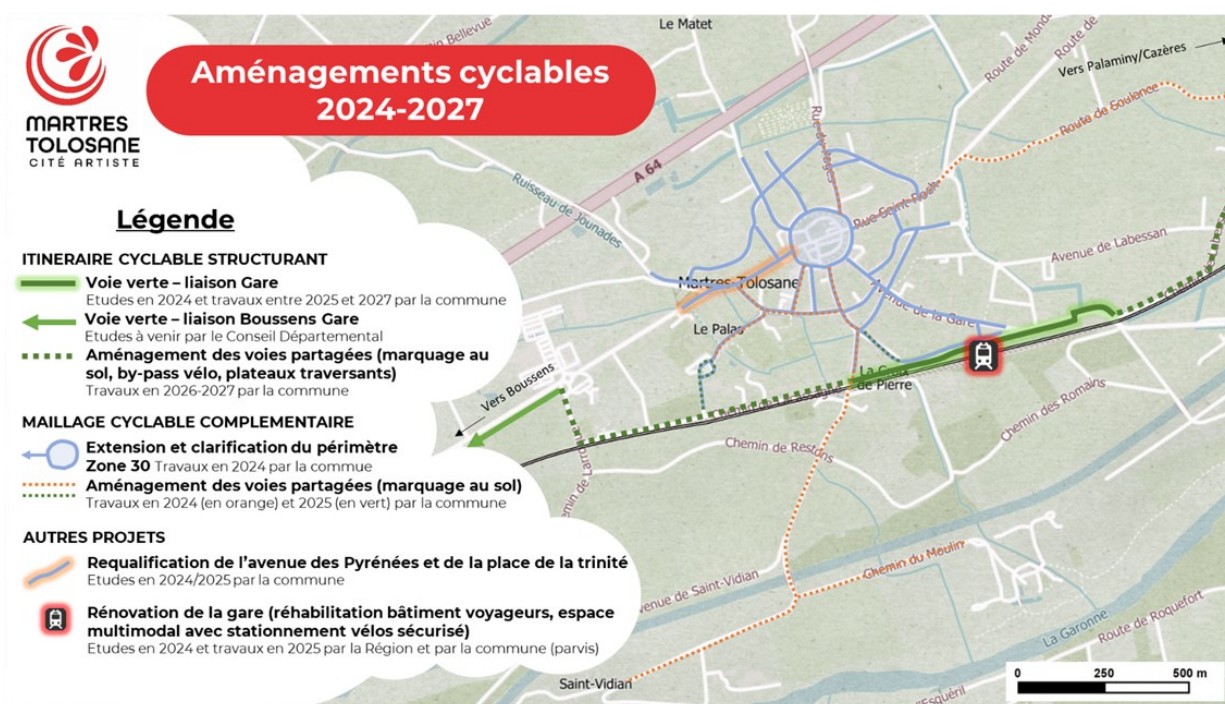 MARTRES
TOLOSANE
CITÉ ARTISTE
Aménagements cyclables
2024-2027
Légende
ITINERAIRE CYCLABLE STRUCTURANT
Voie verte – liaison Gare
Etudes en 2024 et travaux entre 2025 et 2027 par la commune
Voie verte – liaison Boussens Gare
Etudes à venir par le Conseil Départemental
Aménagement des voies partagées (marquage au
sol, by-pass vélo, plateaux traversants)
Travaux en 2026-2027 par la commune
MAILLAGE CYCLABLE COMPLEMENTAIRE
Extension et clarification du périmètre
Zone 30 Travaux en 2024 par la commue
Aménagement des voies partagées (marquage au sol)
Travaux en 2024 (en orange) et 2025 (en vert) par la commune
AUTRES PROJETS
Requalification de l'avenue des Pyrénées et de la place de la trinité
Etudes en 2024/2025 par la commune
Rénovation de la gare (réhabilitation bâtiment voyageurs, espace
multimodal avec stationnement vélos sécurisé)
Etudes en 2024 et travaux en 2025 par la Région et par la commune (parvis)
Le Matet
Bellevue
Route de
Route de
Vers Palaminy/Cazères
Route de Soulance
A 64
Ruisseau de Jounades
Rue Saint-Roch
Avenue de Labessan
Martres-Tolosane
Avenue de la Gare
Le Palas
La Croix
de Pierre
Vers Boussens
Chemin des Romains
Chemin de Restons
Chemin du Moulin
Avenue de Saint-Vidian
La Garonne
Route de Roquefort
Saint-Vidian
0 250 500 m